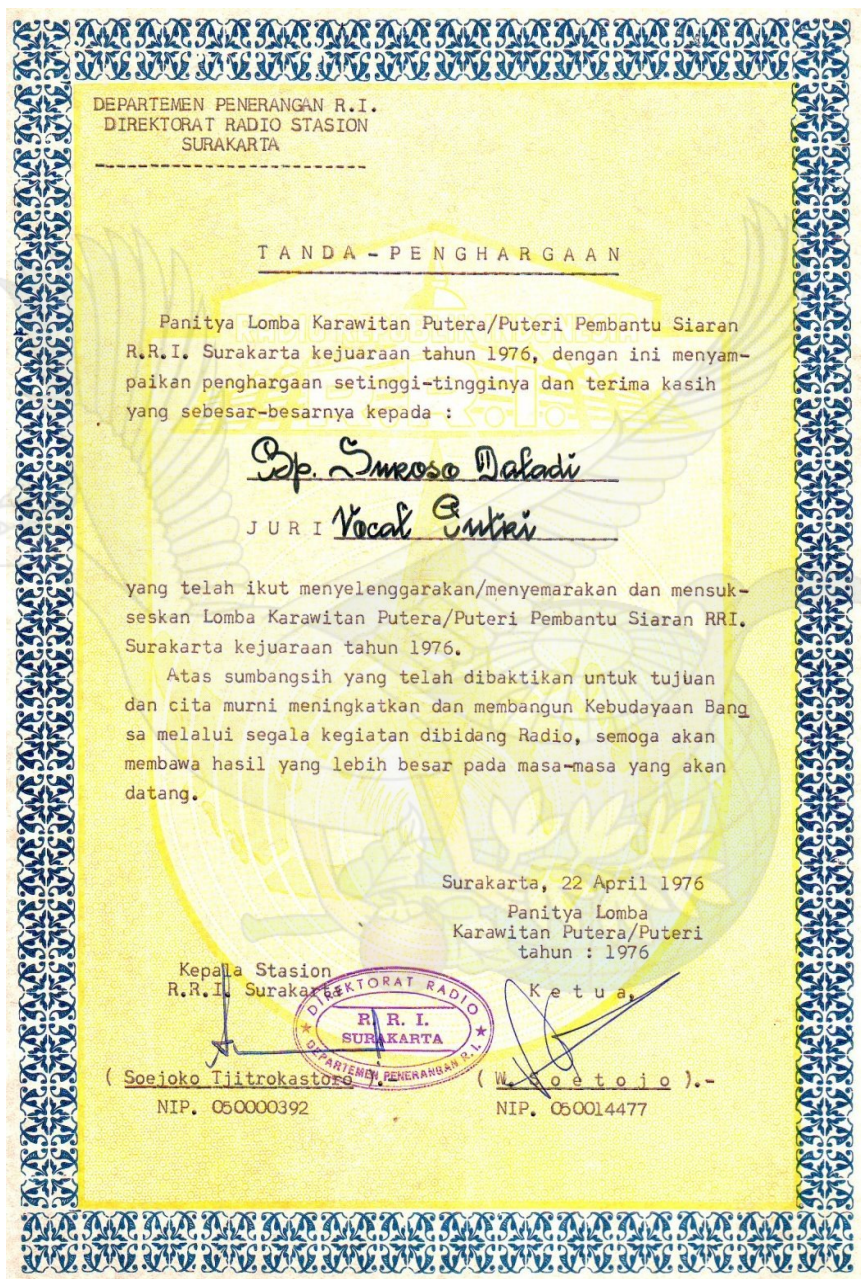 DEPARTEMEN PENERANGAN R.I.
DIREKTORAT RADIO STASION
SURAKARTA
TANDA-PENGHARGAAN
Panitya Lomba Karawitan Putera/Puteri Pembantu Siaran
R.R.I. Surakarta kejuaraan tahun 1976, dengan ini menyam-
paikan penghargaan setinggi-tingginya dan terima kasih
yang sebesar-besarnya kepada :
Bp. Suroso Daladi
JURI Vocal Putri
yang telah ikut menyelenggarakan/menyemarakan dan mensuk-
seskan Lomba Karawitan Putera/Puteri Pembantu Siaran RRI.
Surakarta kejuaraan tahun 1976.
Atas sumbangsih yang telah dibaktikan untuk tujuan
dan cita murni meningkatkan dan membangun Kebudayaan Bang
sa melalui segala kegiatan dibidang Radio, semoga akan
membawa hasil yang lebih besar pada masa-masa yang akan
datang.
Surakarta, 22 April 1976
Panitya Lomba
Karawitan Putera/Puteri
tahun : 1976
Kepala Stasion
R.R.I. Surakarta
Ketua,
DIREKTORAT RADIO
R. R. I.
SURAKARTA
DEPARTEMEN PENERANGAN R.I.
( Soejoko Tjitrokastoro ).-
( W. Soetojo ).-
NIP. 050000392
NIP. 050014477